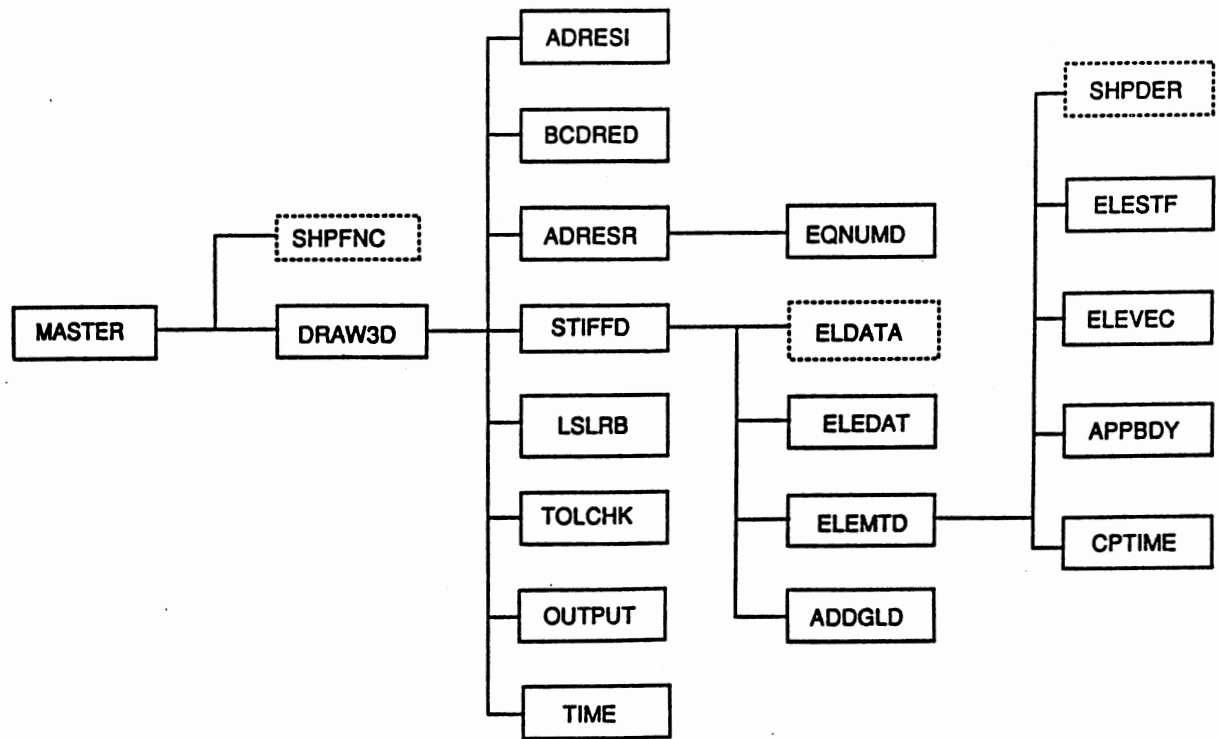 MASTER
SHPFNC
DRAW3D
ADRESI
BCDRED
ADRESR
STIFFD
LSLRB
TOLCHK
OUTPUT
TIME
EQNUMD
ELDATA
ELEDAT
ELEMTD
ADDGLD
SHPDER
ELESTF
ELEVEC
APPBDY
CPTIME